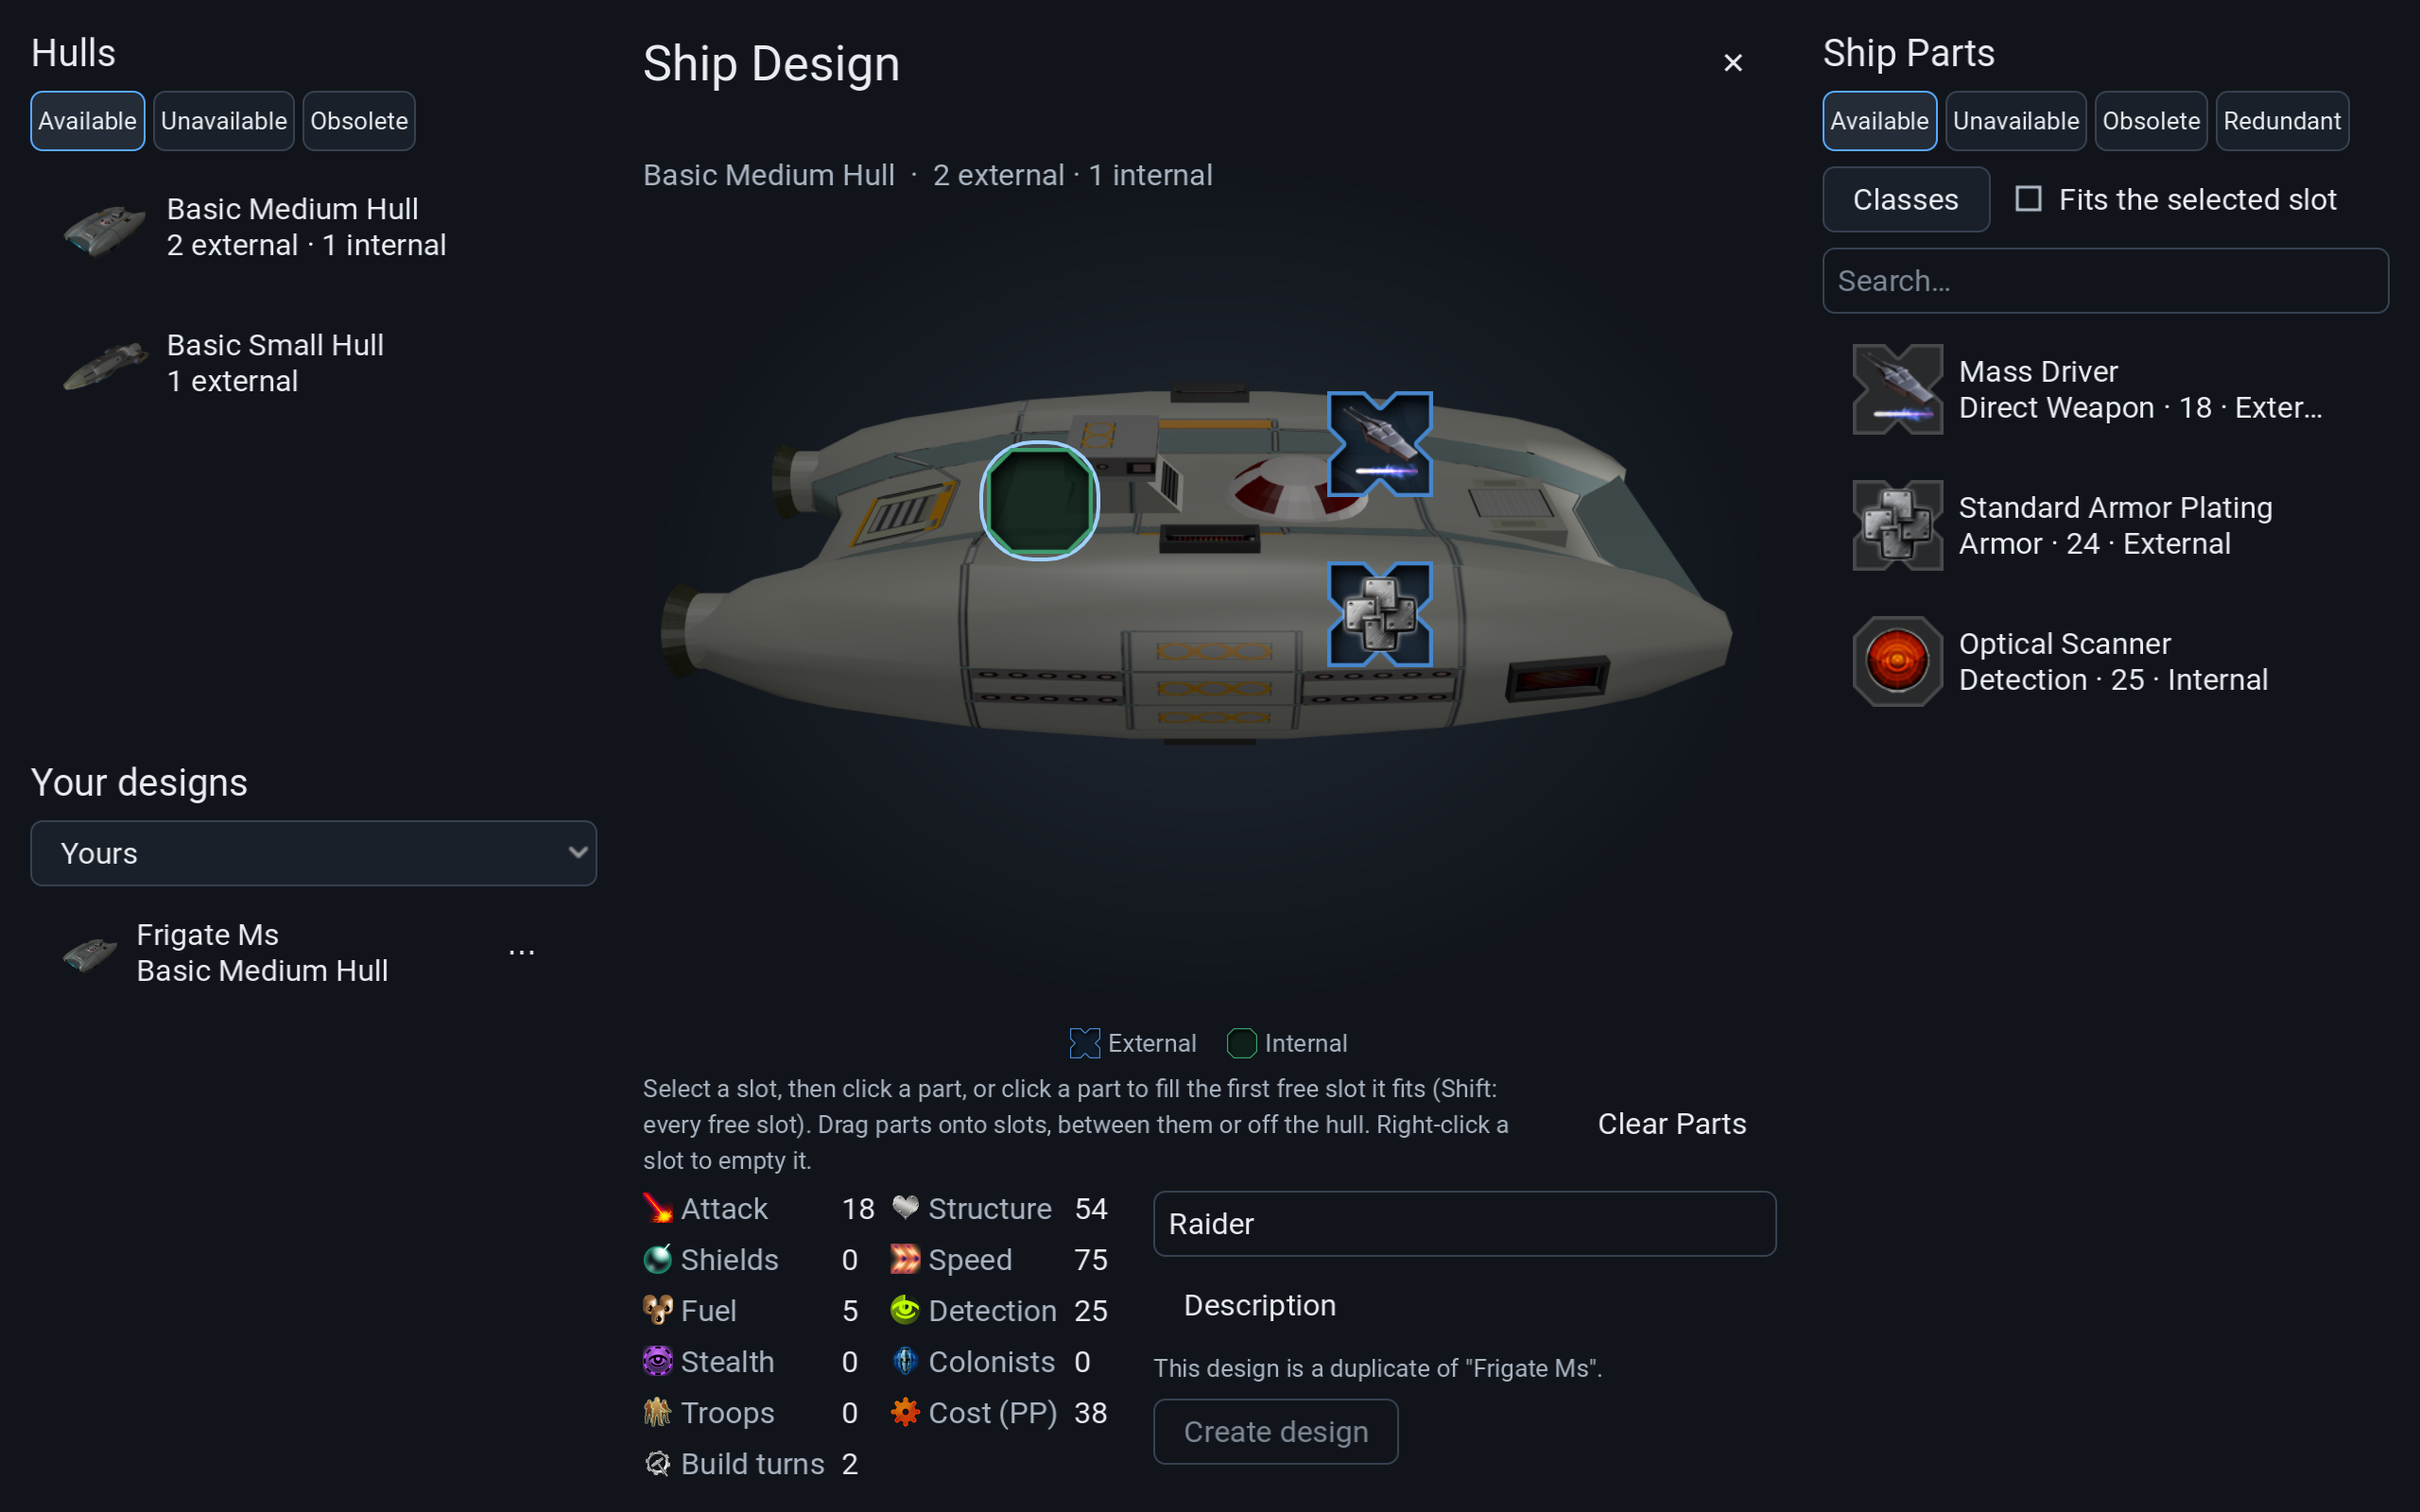 Hulls
Available
Unavailable
Obsolete
Basic Medium Hull
2 external · 1 internal
Basic Small Hull
1 external
Your designs
Yours
Frigate Ms
Basic Medium Hull
...
Ship Design
×
Basic Medium Hull · 2 external · 1 internal
External
Internal
Select a slot, then click a part, or click a part to fill the first free slot it fits (Shift:
every free slot). Drag parts onto slots, between them or off the hull. Right-click a
slot to empty it.
Clear Parts
Attack 18
Structure 54
Shields 0
Speed 75
Fuel 5
Detection 25
Stealth 0
Colonists 0
Troops 0
Cost (PP) 38
Build turns 2
Raider
Description
This design is a duplicate of "Frigate Ms".
Create design
Ship Parts
Available
Unavailable
Obsolete
Redundant
Classes
Fits the selected slot
Search…
Mass Driver
Direct Weapon · 18 · Exter…
Standard Armor Plating
Armor · 24 · External
Optical Scanner
Detection · 25 · Internal